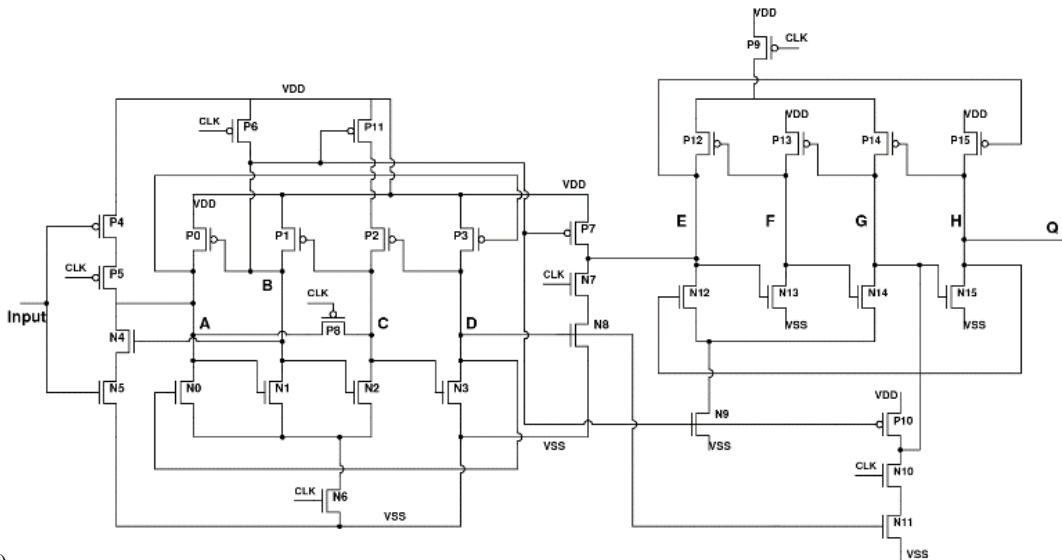 VDD
P9 CLK
VDD
CLK P6 P11
P12 VDD P13 P14 VDD P15
VDD
VDD
P4 P0 P1 P2 P3 P7
E F G H Q
CLK P5
B
CLK N7
N12 N13 N14 N15
CLK
Input A P8 C D N8
VSS VSS
N4
N5 N0 N1 N2 N3
VDD
N9 P10
VSS VSS
CLK N10
CLK N6
VSS
N11
VSS
)